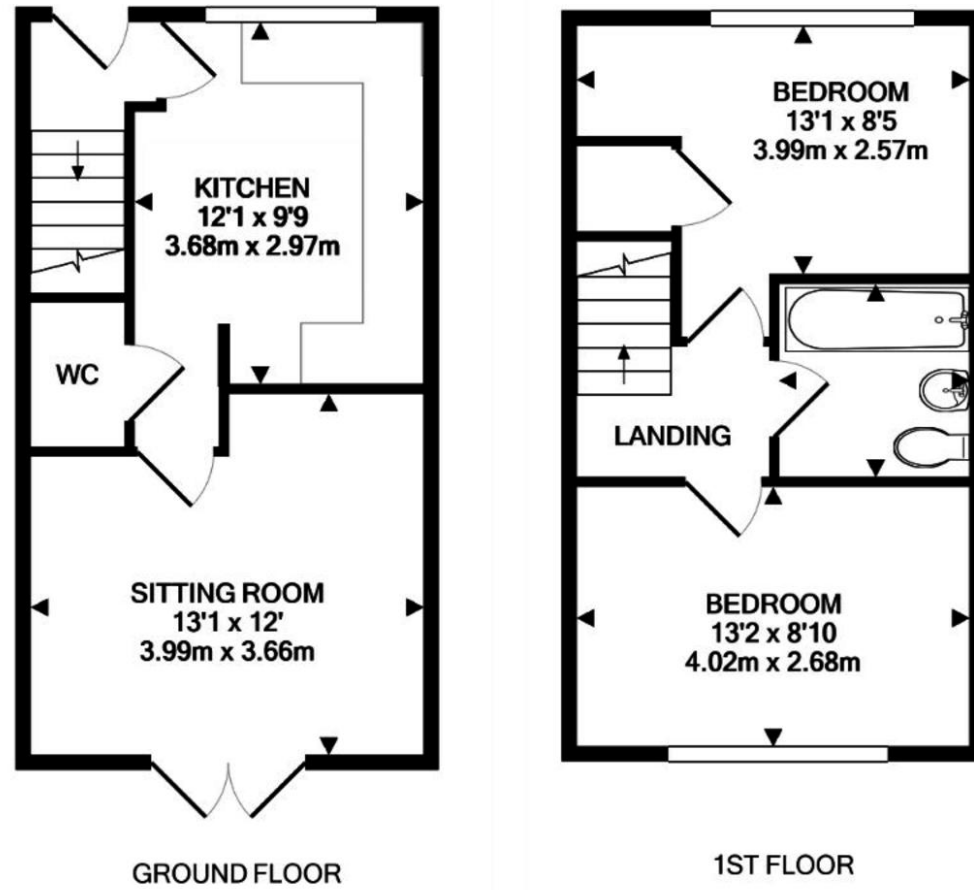 KITCHEN
12'1 x 9'9
3.68m x 2.97m
WC
SITTING ROOM
13'1 x 12'
3.99m x 3.66m
GROUND FLOOR
BEDROOM
13'1 x 8'5
3.99m x 2.57m
LANDING
BEDROOM
13'2 x 8'10
4.02m x 2.68m
1ST FLOOR